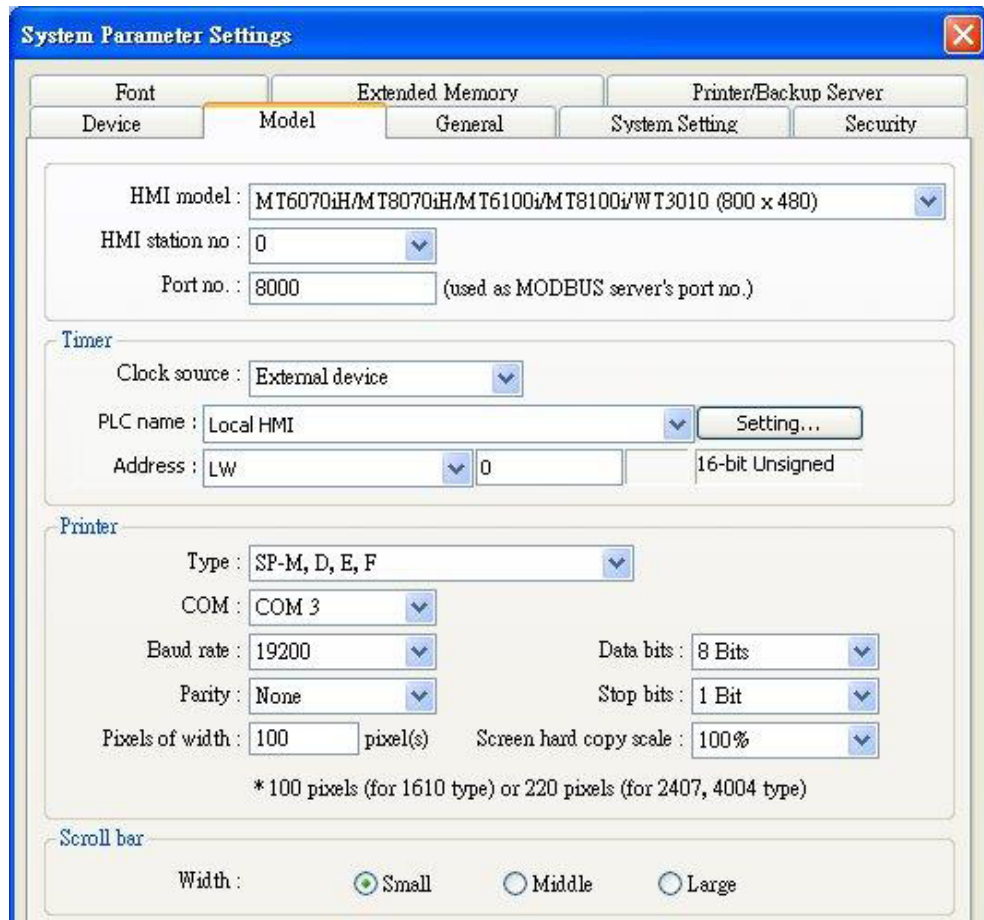 System Parameter Settings
Font Extended Memory Printer/Backup Server
Device Model General System Setting Security
HMI model : MT6070iH/MT8070iH/MT6100i/MT8100i/WT3010 (800 x 480)
HMI station no : 0
Port no. : 8000 (used as MODBUS server's port no.)
Timer
Clock source : External device
PLC name : Local HMI Setting...
Address : LW 0 16-bit Unsigned
Printer
Type : SP-M, D, E, F
COM : COM 3
Baud rate : 19200 Data bits : 8 Bits
Parity : None Stop bits : 1 Bit
Pixels of width : 100 pixel(s) Screen hard copy scale : 100%
* 100 pixels (for 1610 type) or 220 pixels (for 2407, 4004 type)
Scroll bar
Width : Small Middle Large